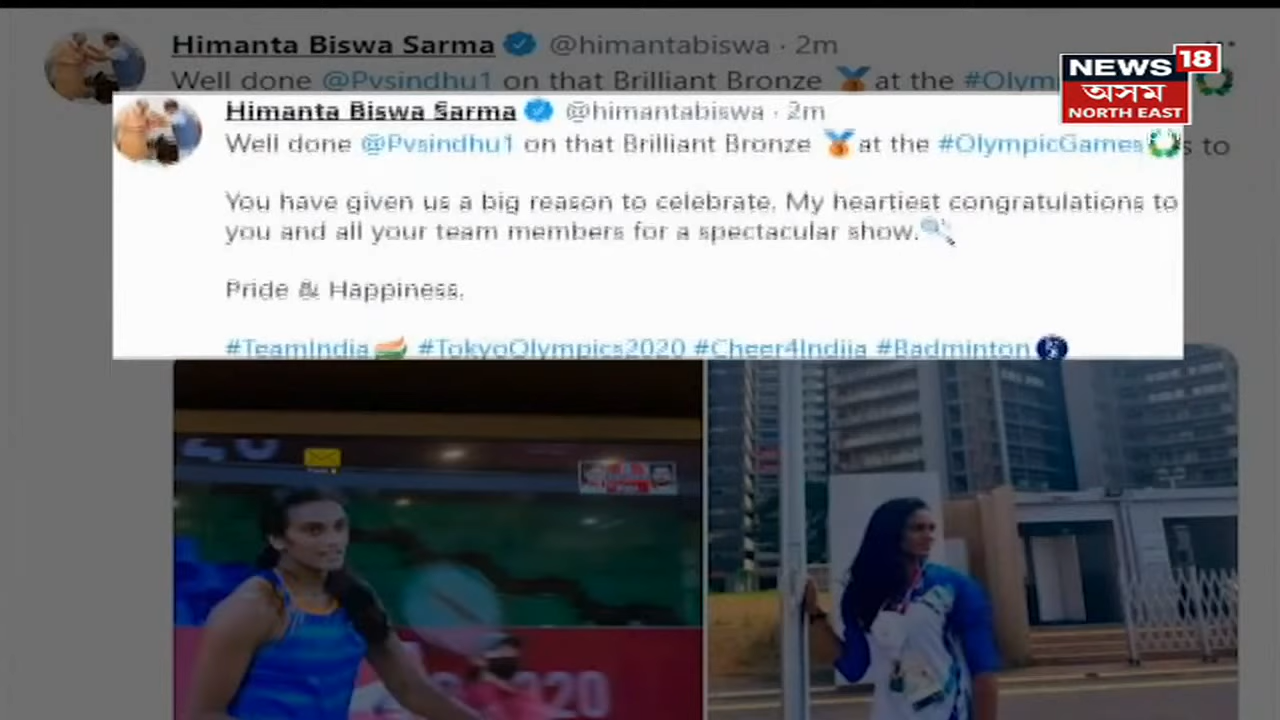 Himanta Biswa Sarma @himantabiswa · 2m
Well done @Pvsindhu1 on that Brilliant Bronze 🥉at the #Olym
NEWS 18
অসম
NORTH EAST
Himanta Biswa Sarma @himantabiswa · 2m
Well done @Pvsindhu1 on that Brilliant Bronze 🥉at the #OlympicGames
s to
You have given us a big reason to celebrate. My heartiest congratulations to
you and all your team members for a spectacular show.🏸
Pride & Happiness.
#TeamIndia #TokyoOlympics2020 #Cheer4Indiia #Badminton